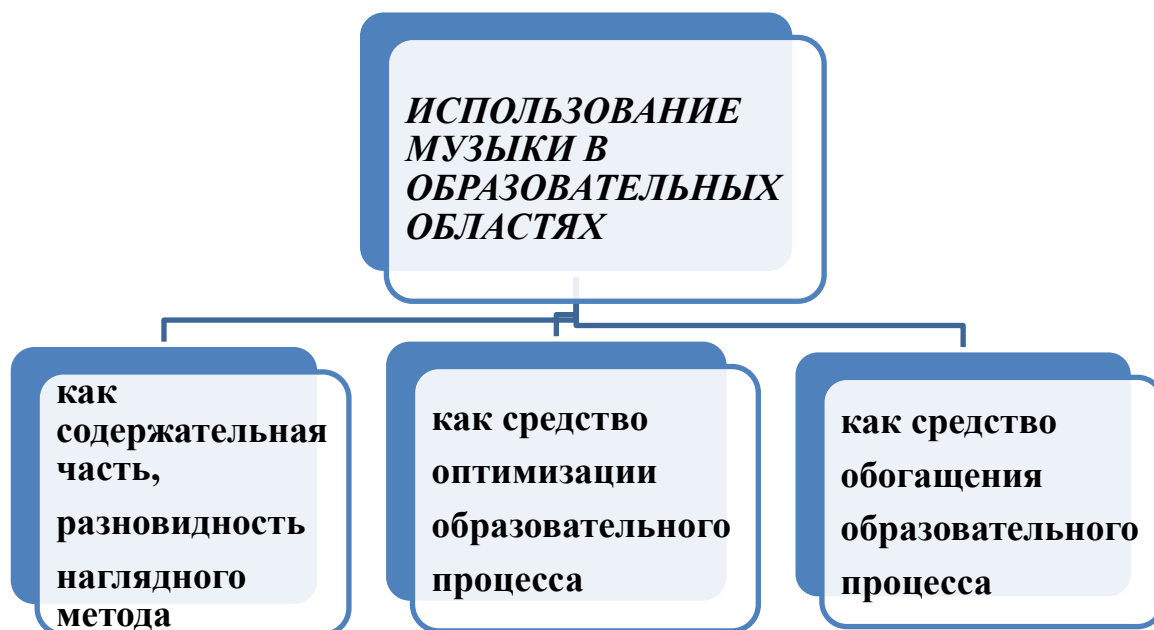 ИСПОЛЬЗОВАНИЕ
МУЗЫКИ В
ОБРАЗОВАТЕЛЬНЫХ
ОБЛАСТЯХ
как
содержательная
часть,
разновидность
наглядного
метода
как средство
оптимизации
образовательного
процесса
как средство
обогащения
образовательного
процесса